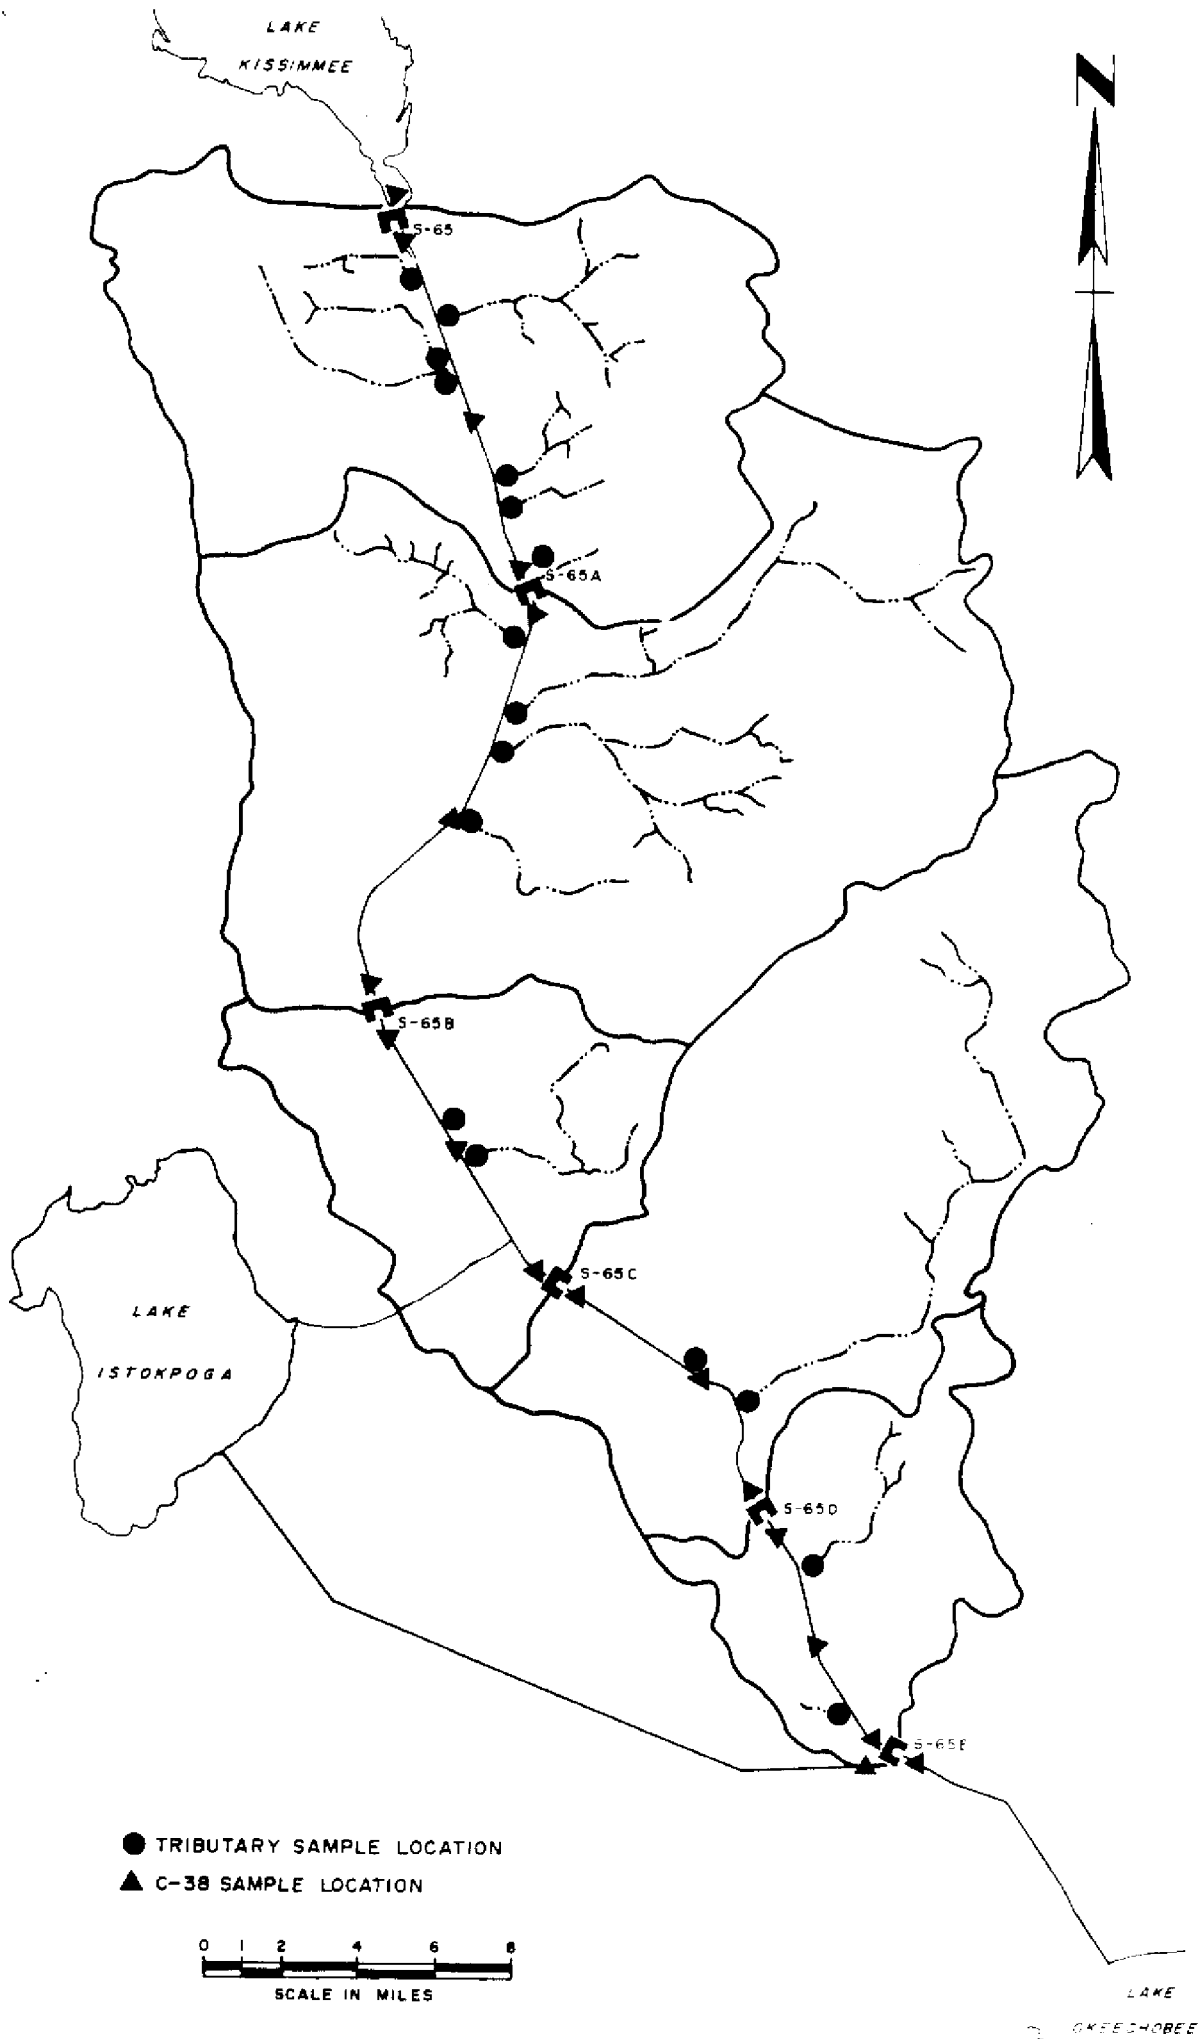 LAKE
KISSIMMEE
N
S-65
S-65A
S-65B
S-65C
LAKE
ISTOKPOGA
S-65D
S-65E
TRIBUTARY SAMPLE LOCATION
C-38 SAMPLE LOCATION
0 1 2 4 6 8
SCALE IN MILES
LAKE
OKEECHOBEE